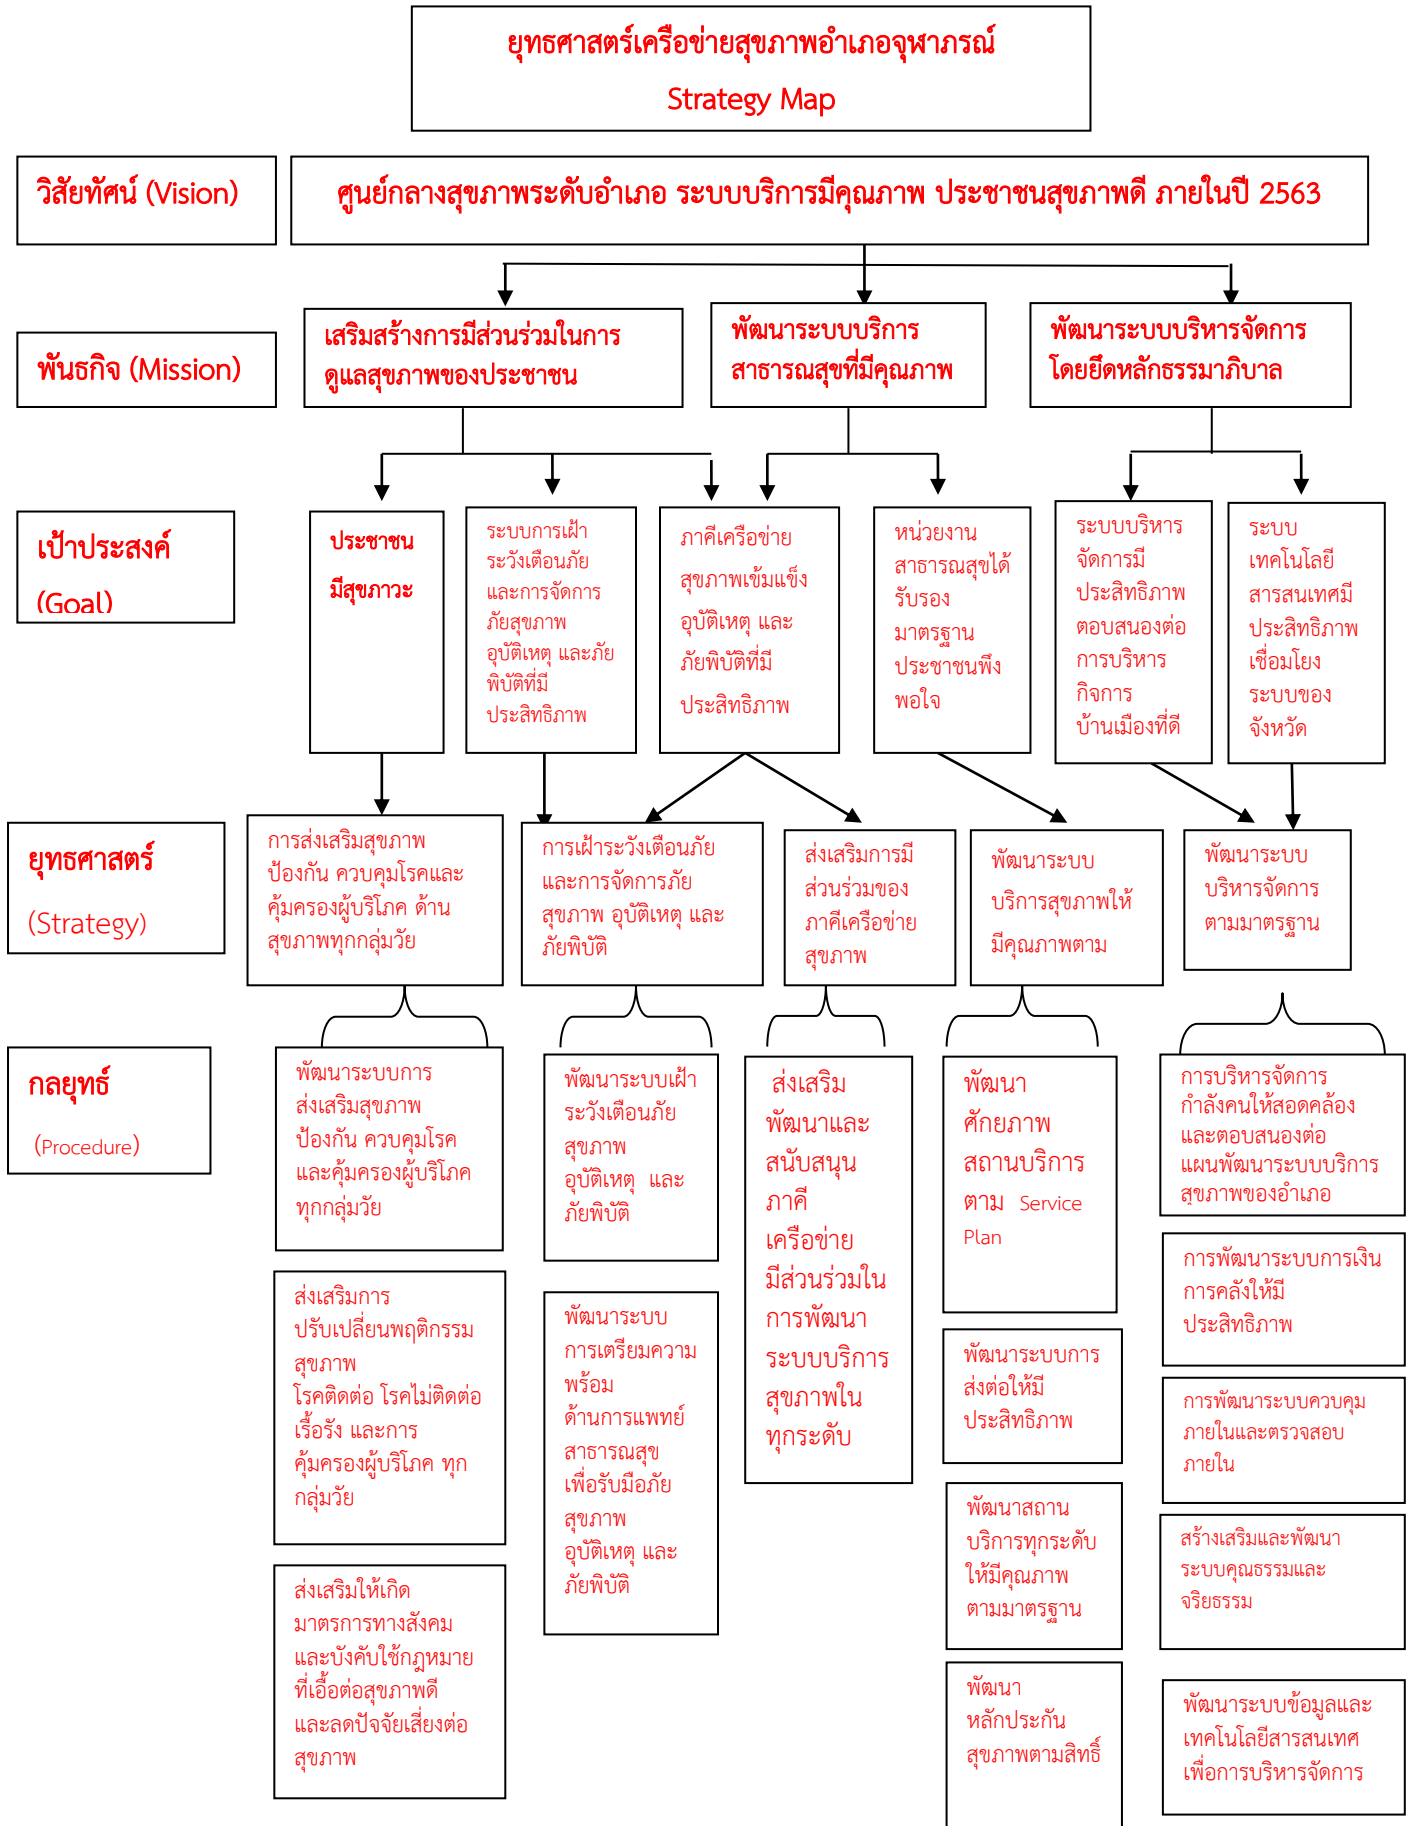 ยุทธศาสตร์เครือข่ายสุขภาพอำเภอจุฬาภรณ์
Strategy Map
วิสัยทัศน์ (Vision)
ศูนย์กลางสุขภาพระดับอำเภอ ระบบบริการมีคุณภาพ ประชาชนสุขภาพดี ภายในปี 2563
พันธกิจ (Mission)
เสริมสร้างการมีส่วนร่วมในการ
ดูแลสุขภาพของประชาชน
พัฒนาระบบบริการ
สาธารณสุขที่มีคุณภาพ
พัฒนาระบบบริหารจัดการ
โดยยึดหลักธรรมาภิบาล
เป้าประสงค์
(Goal)
ประชาชน
มีสุขภาวะ
ระบบการเฝ้า
ระวังเตือนภัย
และการจัดการ
ภัยสุขภาพ
อุบัติเหตุ และภัย
พิบัติที่มี
ประสิทธิภาพ
ภาคีเครือข่าย
สุขภาพเข้มแข็ง
อุบัติเหตุ และ
ภัยพิบัติที่มี
ประสิทธิภาพ
หน่วยงาน
สาธารณสุขได้
รับรอง
มาตรฐาน
ประชาชนพึง
พอใจ
ระบบบริหาร
จัดการมี
ประสิทธิภาพ
ตอบสนองต่อ
การบริหาร
กิจการ
บ้านเมืองที่ดี
ระบบ
เทคโนโลยี
สารสนเทศมี
ประสิทธิภาพ
เชื่อมโยง
ระบบของ
จังหวัด
ยุทธศาสตร์
(Strategy)
การส่งเสริมสุขภาพ
ป้องกัน ควบคุมโรคและ
คุ้มครองผู้บริโภค ด้าน
สุขภาพทุกกลุ่มวัย
การเฝ้าระวังเตือนภัย
และการจัดการภัย
สุขภาพ อุบัติเหตุ และ
ภัยพิบัติ
ส่งเสริมการมี
ส่วนร่วมของ
ภาคีเครือข่าย
สุขภาพ
พัฒนาระบบ
บริการสุขภาพให้
มีคุณภาพตาม
พัฒนาระบบ
บริหารจัดการ
ตามมาตรฐาน
กลยุทธ์
(Procedure)
พัฒนาระบบการ
ส่งเสริมสุขภาพ
ป้องกัน ควบคุมโรค
และคุ้มครองผู้บริโภค
ทุกกลุ่มวัย
ส่งเสริมการ
ปรับเปลี่ยนพฤติกรรม
สุขภาพ
โรคติดต่อ โรคไม่ติดต่อ
เรื้อรัง และการ
คุ้มครองผู้บริโภค ทุก
กลุ่มวัย
ส่งเสริมให้เกิด
มาตรการทางสังคม
และบังคับใช้กฎหมาย
ที่เอื้อต่อสุขภาพดี
และลดปัจจัยเสี่ยงต่อ
สุขภาพ
พัฒนาระบบเฝ้า
ระวังเตือนภัย
สุขภาพ
อุบัติเหตุ และ
ภัยพิบัติ
พัฒนาระบบ
การเตรียมความ
พร้อม
ด้านการแพทย์
สาธารณสุข
เพื่อรับมือภัย
สุขภาพ
อุบัติเหตุ และ
ภัยพิบัติ
ส่งเสริม
พัฒนาและ
สนับสนุน
ภาคี
เครือข่าย
มีส่วนร่วมใน
การพัฒนา
ระบบบริการ
สุขภาพใน
ทุกระดับ
พัฒนา
ศักยภาพ
สถานบริการ
ตาม Service
Plan
พัฒนาระบบการ
ส่งต่อให้มี
ประสิทธิภาพ
พัฒนาสถาน
บริการทุกระดับ
ให้มีคุณภาพ
ตามมาตรฐาน
พัฒนา
หลักประกัน
สุขภาพตามสิทธิ์
การบริหารจัดการ
กำลังคนให้สอดคล้อง
และตอบสนองต่อ
แผนพัฒนาระบบบริการ
สุขภาพของอำเภอ
การพัฒนาระบบการเงิน
การคลังให้มี
ประสิทธิภาพ
การพัฒนาระบบควบคุม
ภายในและตรวจสอบ
ภายใน
สร้างเสริมและพัฒนา
ระบบคุณธรรมและ
จริยธรรม
พัฒนาระบบข้อมูลและ
เทคโนโลยีสารสนเทศ
เพื่อการบริหารจัดการ